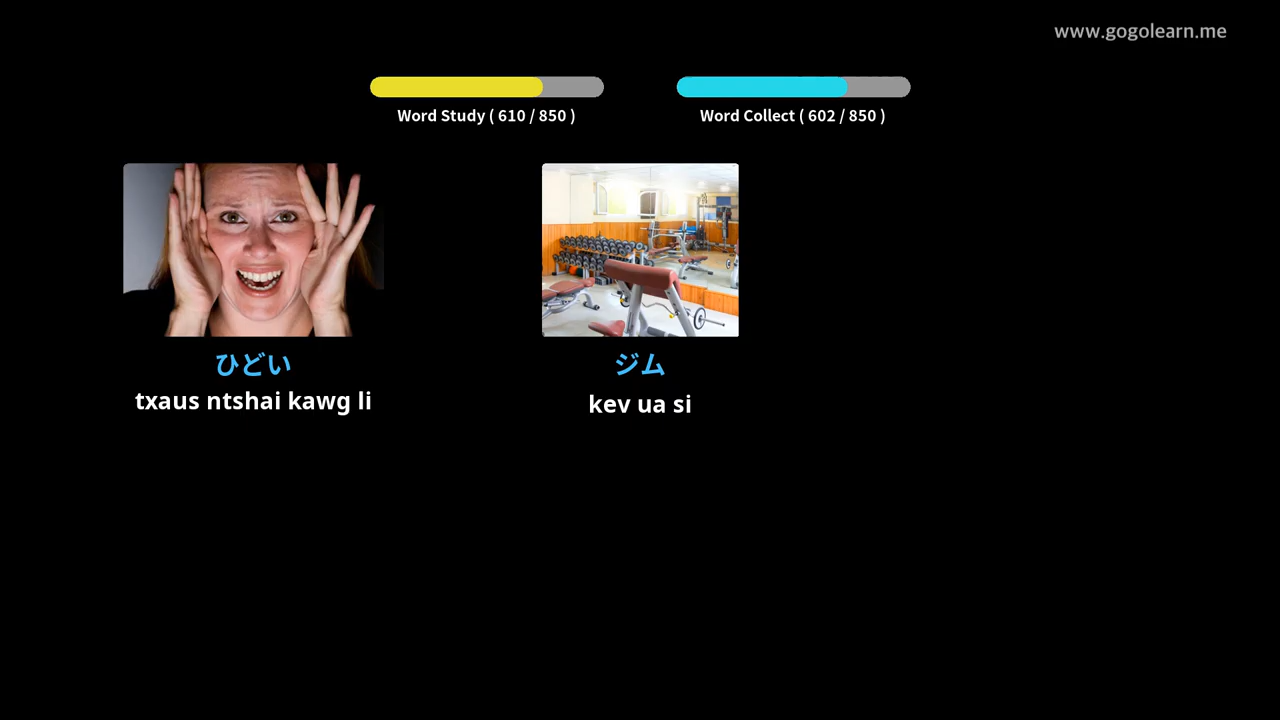 www.gogolearn.me
Word Study ( 610 / 850 )
Word Collect ( 602 / 850 )
ひどい
txaus ntshai kawg li
ジム
kev ua si